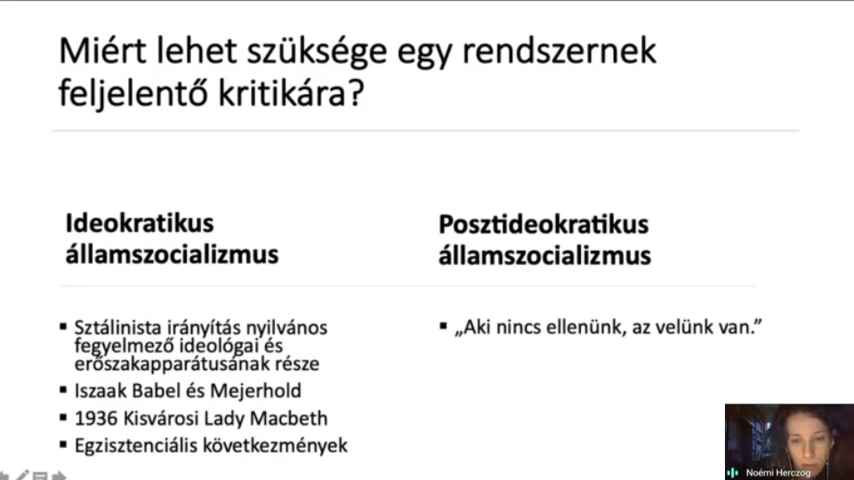 Miért lehet szüksége egy rendszernek
feljelentő kritikára?
Ideokratikus
államszocializmus
▪ Sztálinista irányítás nyilvános
fegyelmező ideológai és
erőszakapparátusának része
▪ Iszaak Babel és Mejerhold
▪ 1936 Kisvárosi Lady Macbeth
▪ Egzisztenciális következmények
Posztideokratikus
államszocializmus
▪ „Aki nincs ellenünk, az velünk van.”
Noémi Herczog